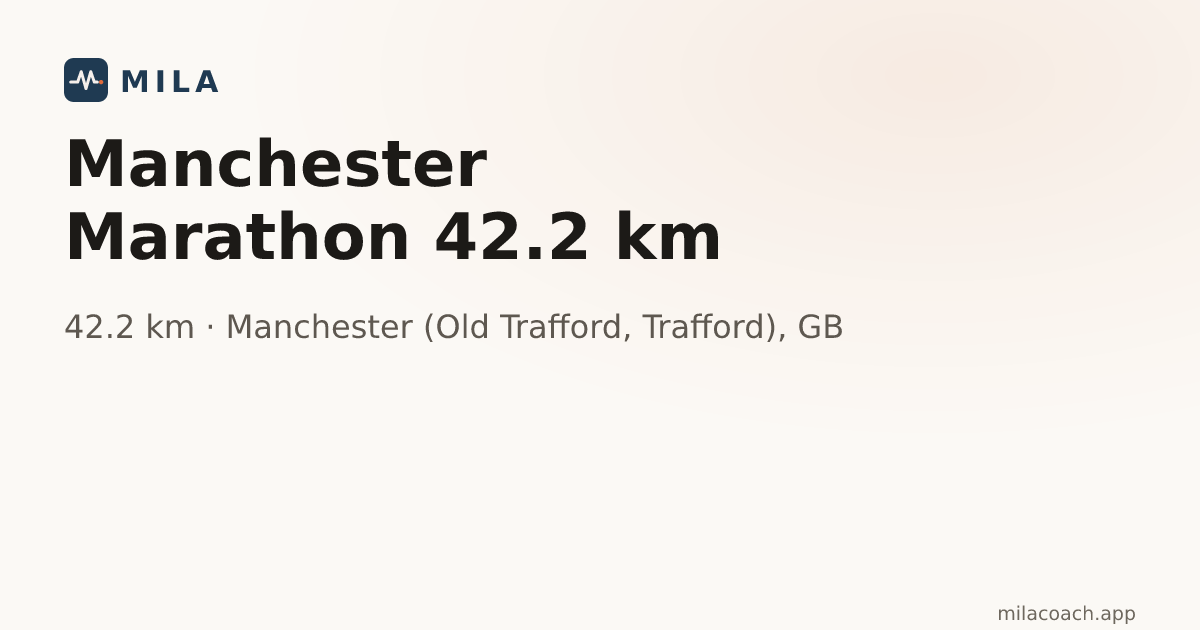 MILA
Manchester
Marathon 42.2 km
42.2 km · Manchester (Old Trafford, Trafford), GB
milacoach.app